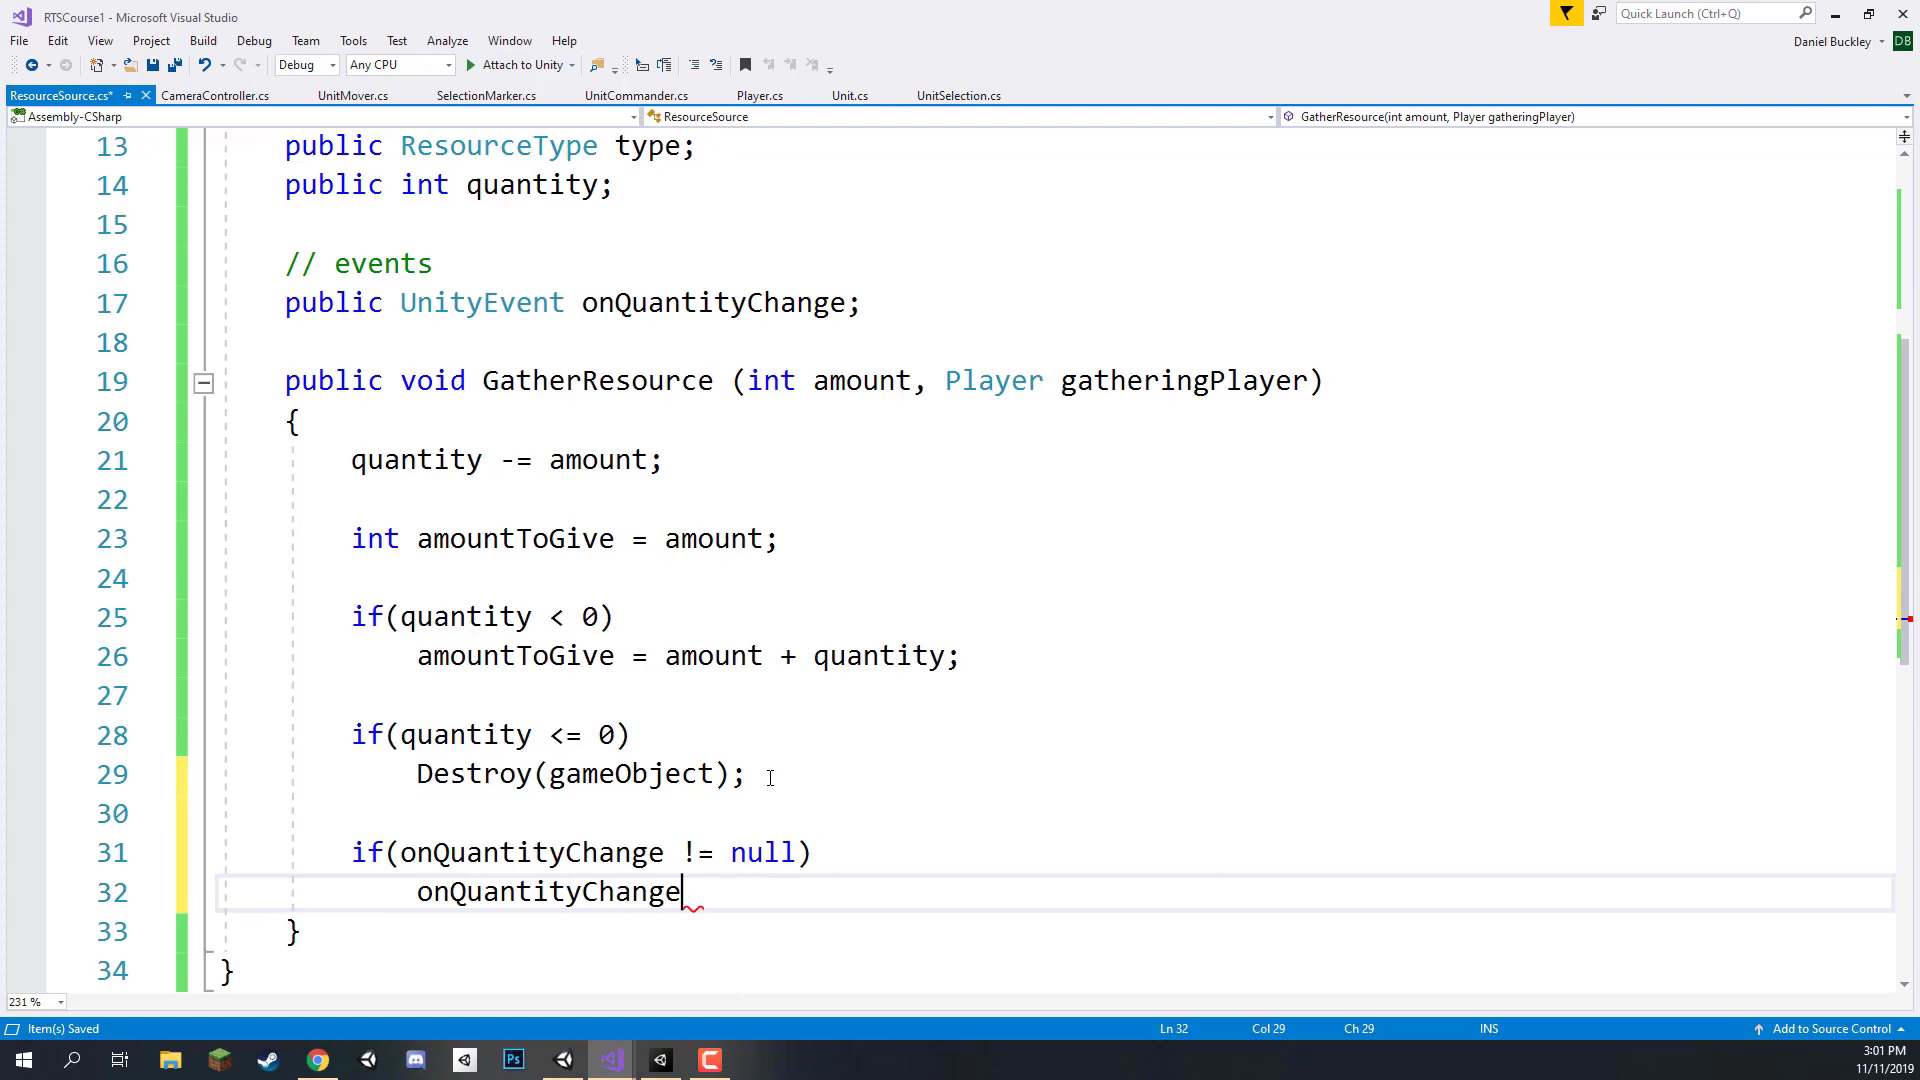 RTSCourse1 - Microsoft Visual Studio
Quick Launch (Ctrl+Q)
File Edit View Project Build Debug Team Tools Test Analyze Window Help
Daniel Buckley DB
Debug Any CPU Attach to Unity
ResourceSource.cs* CameraController.cs UnitMover.cs SelectionMarker.cs UnitCommander.cs Player.cs Unit.cs UnitSelection.cs
Assembly-CSharp ResourceSource GatherResource(int amount, Player gatheringPlayer)
13 public ResourceType type;
14 public int quantity;
15
16 // events
17 public UnityEvent onQuantityChange;
18
19 public void GatherResource (int amount, Player gatheringPlayer)
20 {
21 quantity -= amount;
22
23 int amountToGive = amount;
24
25 if(quantity < 0)
26 amountToGive = amount + quantity;
27
28 if(quantity <= 0)
29 Destroy(gameObject);
30
31 if(onQuantityChange != null)
32 onQuantityChange
33 }
34 }
231 %
Item(s) Saved Ln 32 Col 29 Ch 29 INS Add to Source Control
Ps
3:01 PM
11/11/2019